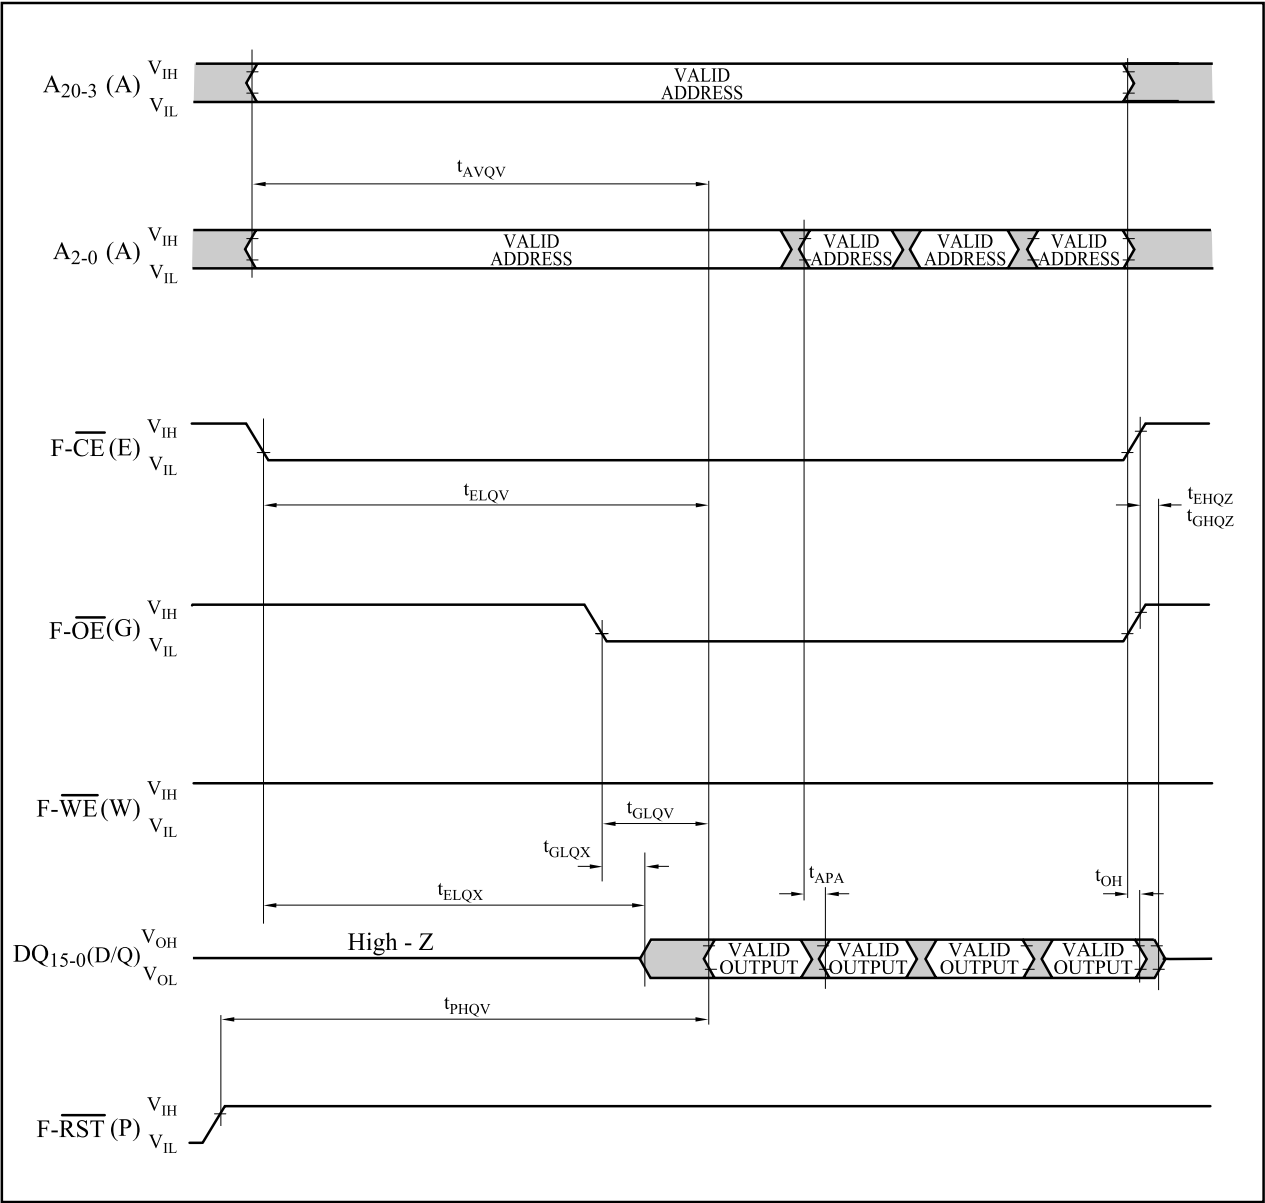 A20-3 (A) VIH VIL
VALID
ADDRESS
tAVQV
A2-0 (A) VIH VIL
VALID VALID VALID VALID
ADDRESS ADDRESS ADDRESS ADDRESS
F-CE (E) VIH VIL
tELQV
tEHQZ
tGHQZ
F-OE (G) VIH VIL
F-WE (W) VIH VIL
tGLQV
tGLQX
tAPA
tOH
tELQX
DQ15-0 (D/Q) VOH VOL
High - Z
VALID VALID VALID VALID
OUTPUT OUTPUT OUTPUT OUTPUT
tPHQV
F-RST (P) VIH VIL